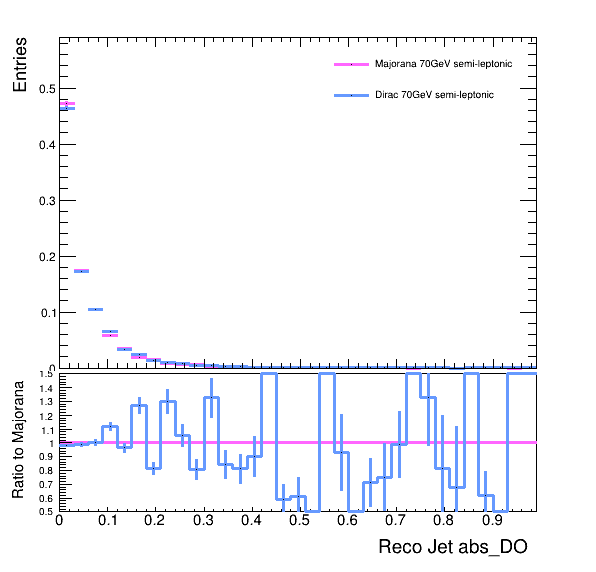 Entries
Majorana 70GeV semi-leptonic
Dirac 70GeV semi-leptonic
0.5
0.4
0.3
0.2
0.1
0
Ratio to Majorana
1.5
1.4
1.3
1.2
1.1
1
0.9
0.8
0.7
0.6
0.5
0 0.1 0.2 0.3 0.4 0.5 0.6 0.7 0.8 0.9
Reco Jet abs_DO